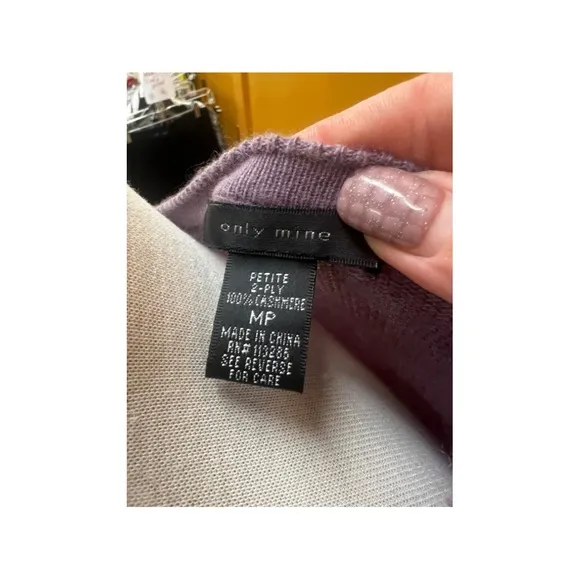 only mine
PETITE
2-PLY
100% CASHMERE
MP
MADE IN CHINA
RN# 113285
SEE REVERSE
FOR CARE